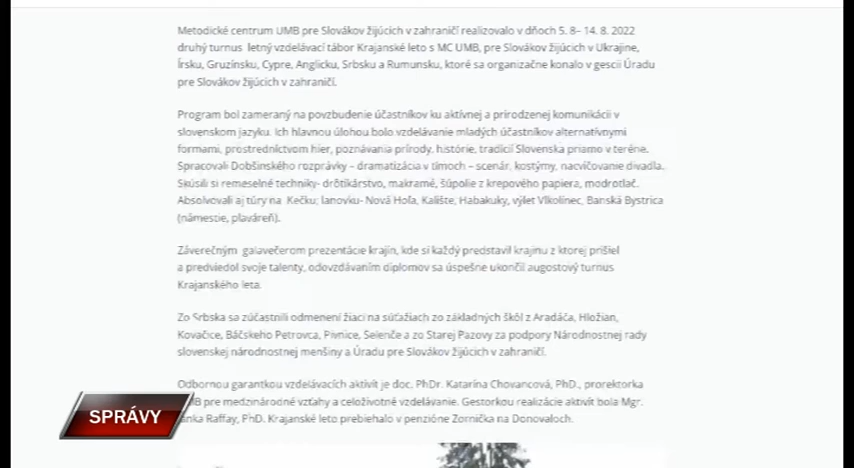 Metodické centrum UMB pre Slovákov žijúcich v zahraničí realizovalo v dňoch 5. 8– 14. 8. 2022
druhý turnus letný vzdelávací tábor Krajanské leto s MC UMB, pre Slovákov žijúcich v Ukrajine,
Írsku, Gruzínsku, Cypre, Anglicku, Srbsku a Rumunsku, ktoré sa organizačne konalo v gescii Úradu
pre Slovákov žijúcich v zahraničí.
Program bol zameraný na povzbudenie účastníkov ku aktívnej a prirodzenej komunikácii v
slovenskom jazyku. Ich hlavnou úlohou bolo vzdelávanie mladých účastníkov alternatívnymi
formami, prostredníctvom hier, poznávania prírody, histórie, tradícií Slovenska priamo v teréne.
Spracovali Dobšinského rozprávky – dramatizácia v tímoch – scenár, kostýmy, nacvičovanie divadla.
Skúsili si remeselné techniky- drôtikárstvo, makramé, šúpolie z krepového papiera, modrotlač.
Absolvovali aj túry na Kečku; lanovku- Nová Hoľa, Kalište, Habakuky, výlet Vlkolínec, Banská Bystrica
(námestie, plaváreň).
Záverečným galavečerom prezentácie krajín, kde si každý predstavil krajinu z ktorej prišiel
a predviedol svoje talenty, odovzdávaním diplomov sa úspešne ukončil augostový turnus
Krajanského leta.
Zo Srbska sa zúčastnili odmenení žiaci na súťažiach zo základných škôl z Aradáča, Hložian,
Kovačice, Báčskeho Petrovca, Pivnice, Selenče a zo Starej Pazovy za podpory Národnostnej rady
slovenskej národnostnej menšiny a Úradu pre Slovákov žijúcich v zahraničí.
Odbornou garantkou vzdelávacích aktivít je doc. PhDr. Katarína Chovancová, PhD., prorektorka
UMB pre medzinárodné vzťahy a celoživotné vzdelávanie. Gestorkou realizácie aktivít bola Mgr.
anka Raffay, PhD. Krajanské leto prebiehalo v penzióne Zornička na Donovaloch.
SPRÁVY